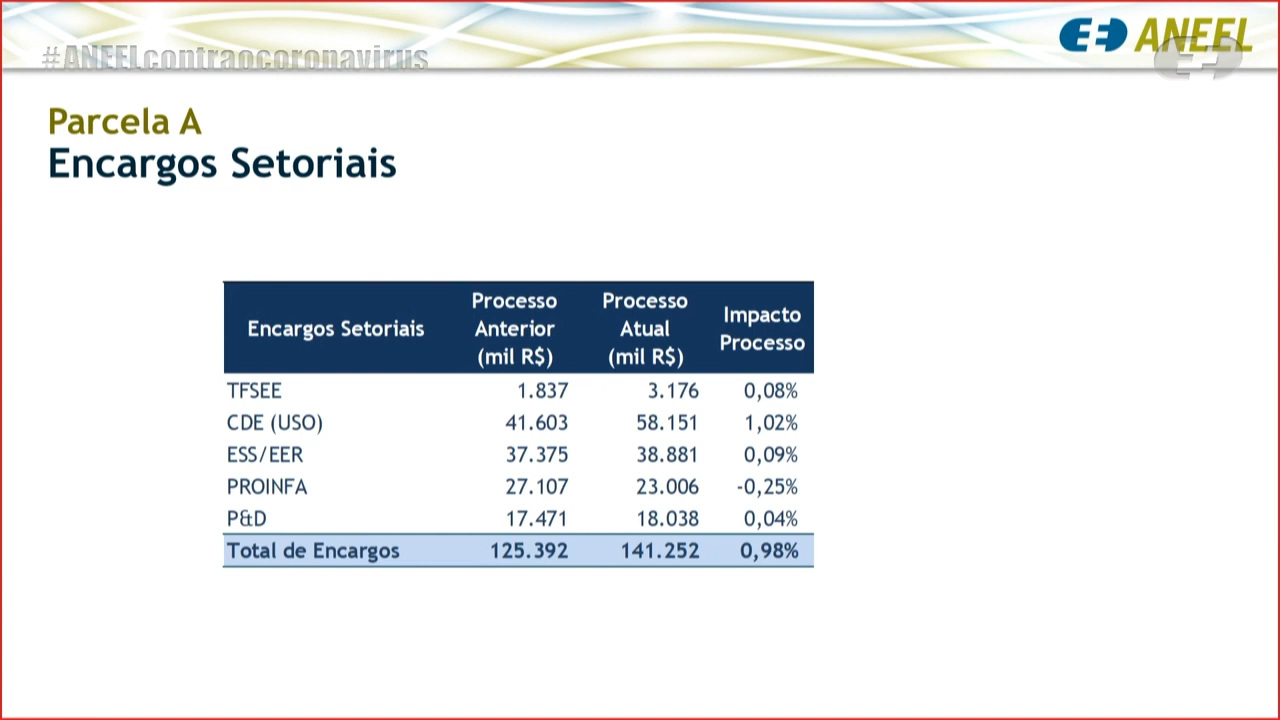 #ANEELcontraocoronavirus
ANEEL
Parcela A
Encargos Setoriais
Encargos Setoriais Processo Anterior (mil R$) Processo Atual (mil R$) Impacto Processo
TFSEE 1.837 3.176 0,08%
CDE (USO) 41.603 58.151 1,02%
ESS/EER 37.375 38.881 0,09%
PROINFA 27.107 23.006 -0,25%
P&D 17.471 18.038 0,04%
Total de Encargos 125.392 141.252 0,98%